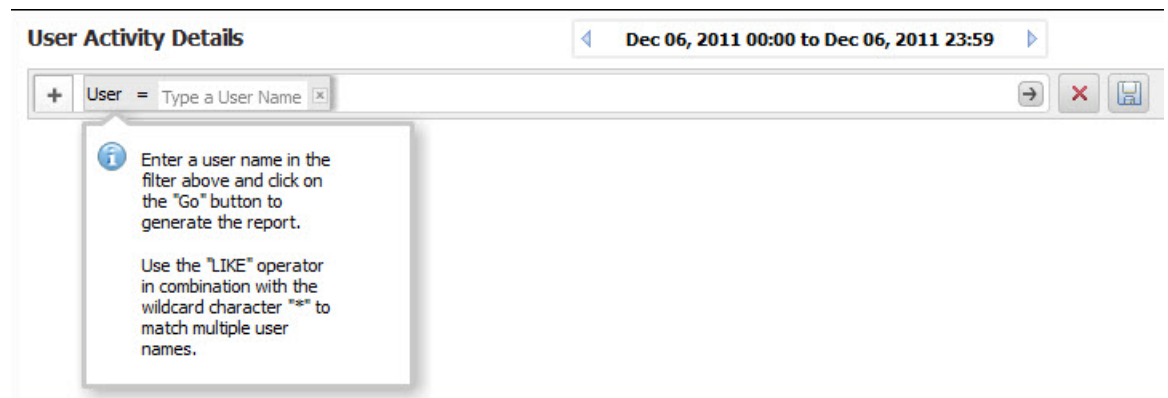 User Activity Details
Dec 06, 2011 00:00 to Dec 06, 2011 23:59
User = Type a User Name
Enter a user name in the
filter above and click on
the "Go" button to
generate the report.
Use the "LIKE" operator
in combination with the
wildcard character "*" to
match multiple user
names.